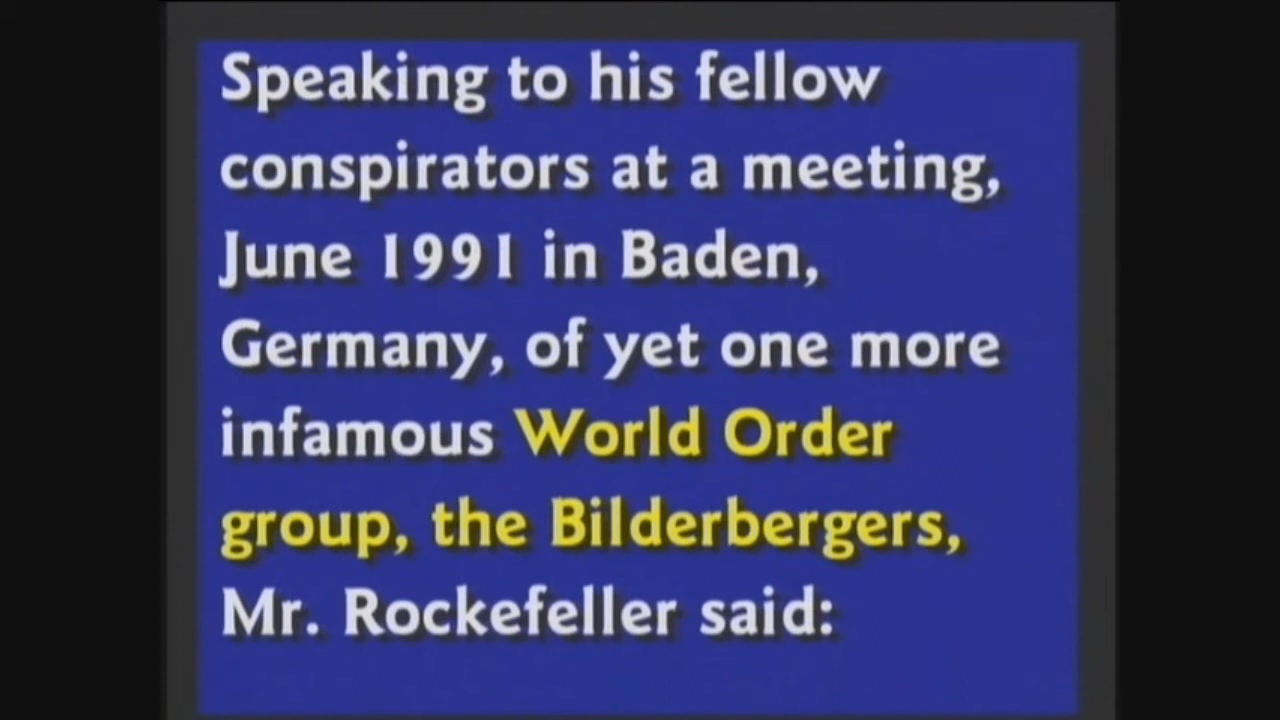 Speaking to his fellow
conspirators at a meeting,
June 1991 in Baden,
Germany, of yet one more
infamous World Order
group, the Bilderbergers,
Mr. Rockefeller said: